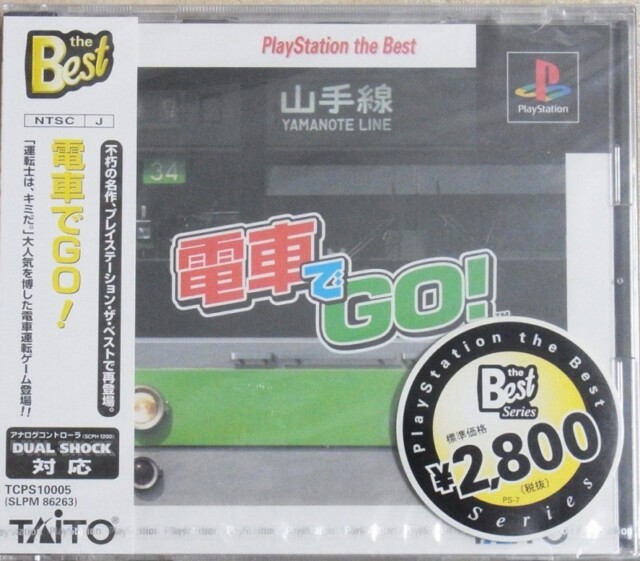 the
Best
NTSC J
電車でGO！
「運転士は、キミだ。」大人気を博した電車運転ゲーム登場!!
不朽の名作、プレイステーション・ザ・ベストで再登場。
アナログコントローラ(SCPH-1200)
DUAL SHOCK
対応
TCPS10005
(SLPM 86263)
TAITO®
PlayStation the Best
PlayStation
山手線
YAMANOTE LINE
34
電車でGO!
TM
PlayStation the Best
the
Best
Series
標準価格
¥2,800
(税抜)
PS-7
Series